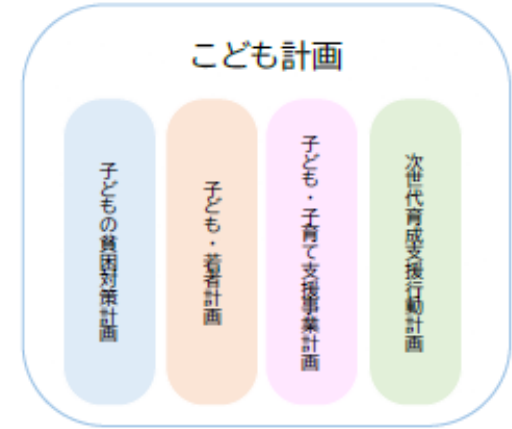 こども計画
子どもの貧困対策計画
子ども・若者計画
子ども・子育て支援事業計画
次世代育成支援行動計画